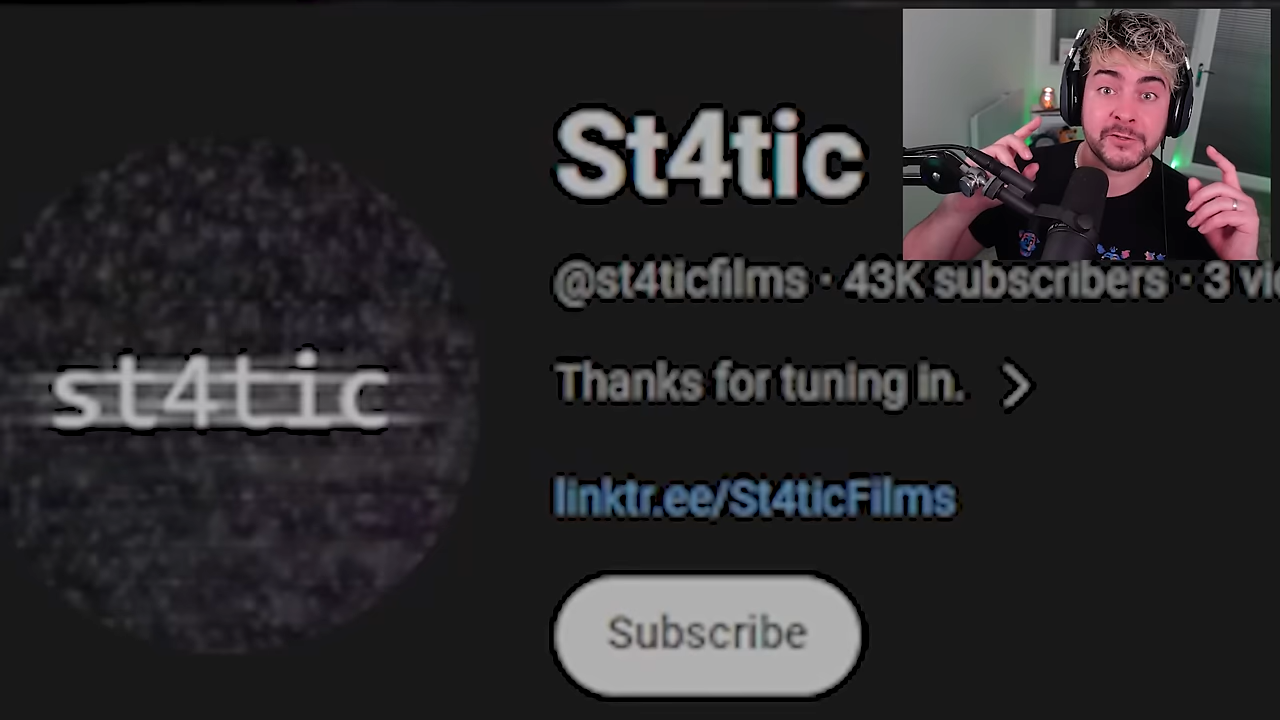 St4tic
@st4ticfilms · 43K subscribers · 3
st4tic
Thanks for tuning in.
linktr.ee/St4ticFilms
Subscribe